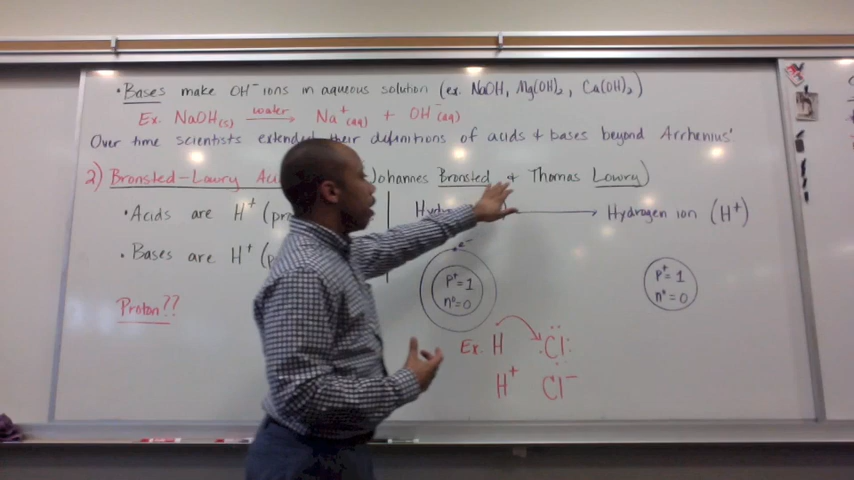 • Bases make OH⁻ ions in aqueous solution (ex. NaOH, Mg(OH)₂, Ca(OH)₂)
Ex. NaOH(s) water → Na⁺(aq) + OH⁻(aq)
Over time scientists extended their definitions of acids & bases beyond Arrhenius'
2) Bronsted-Lowry Johannes Bronsted & Thomas Lowry)
• Acids are H⁺
• Bases are H⁺
Proton??
→ Hydrogen ion (H⁺)
e⁻
p⁺=1
n⁰=0
p⁺=1
n⁰=0
Ex. H Cl
H⁺ Cl⁻